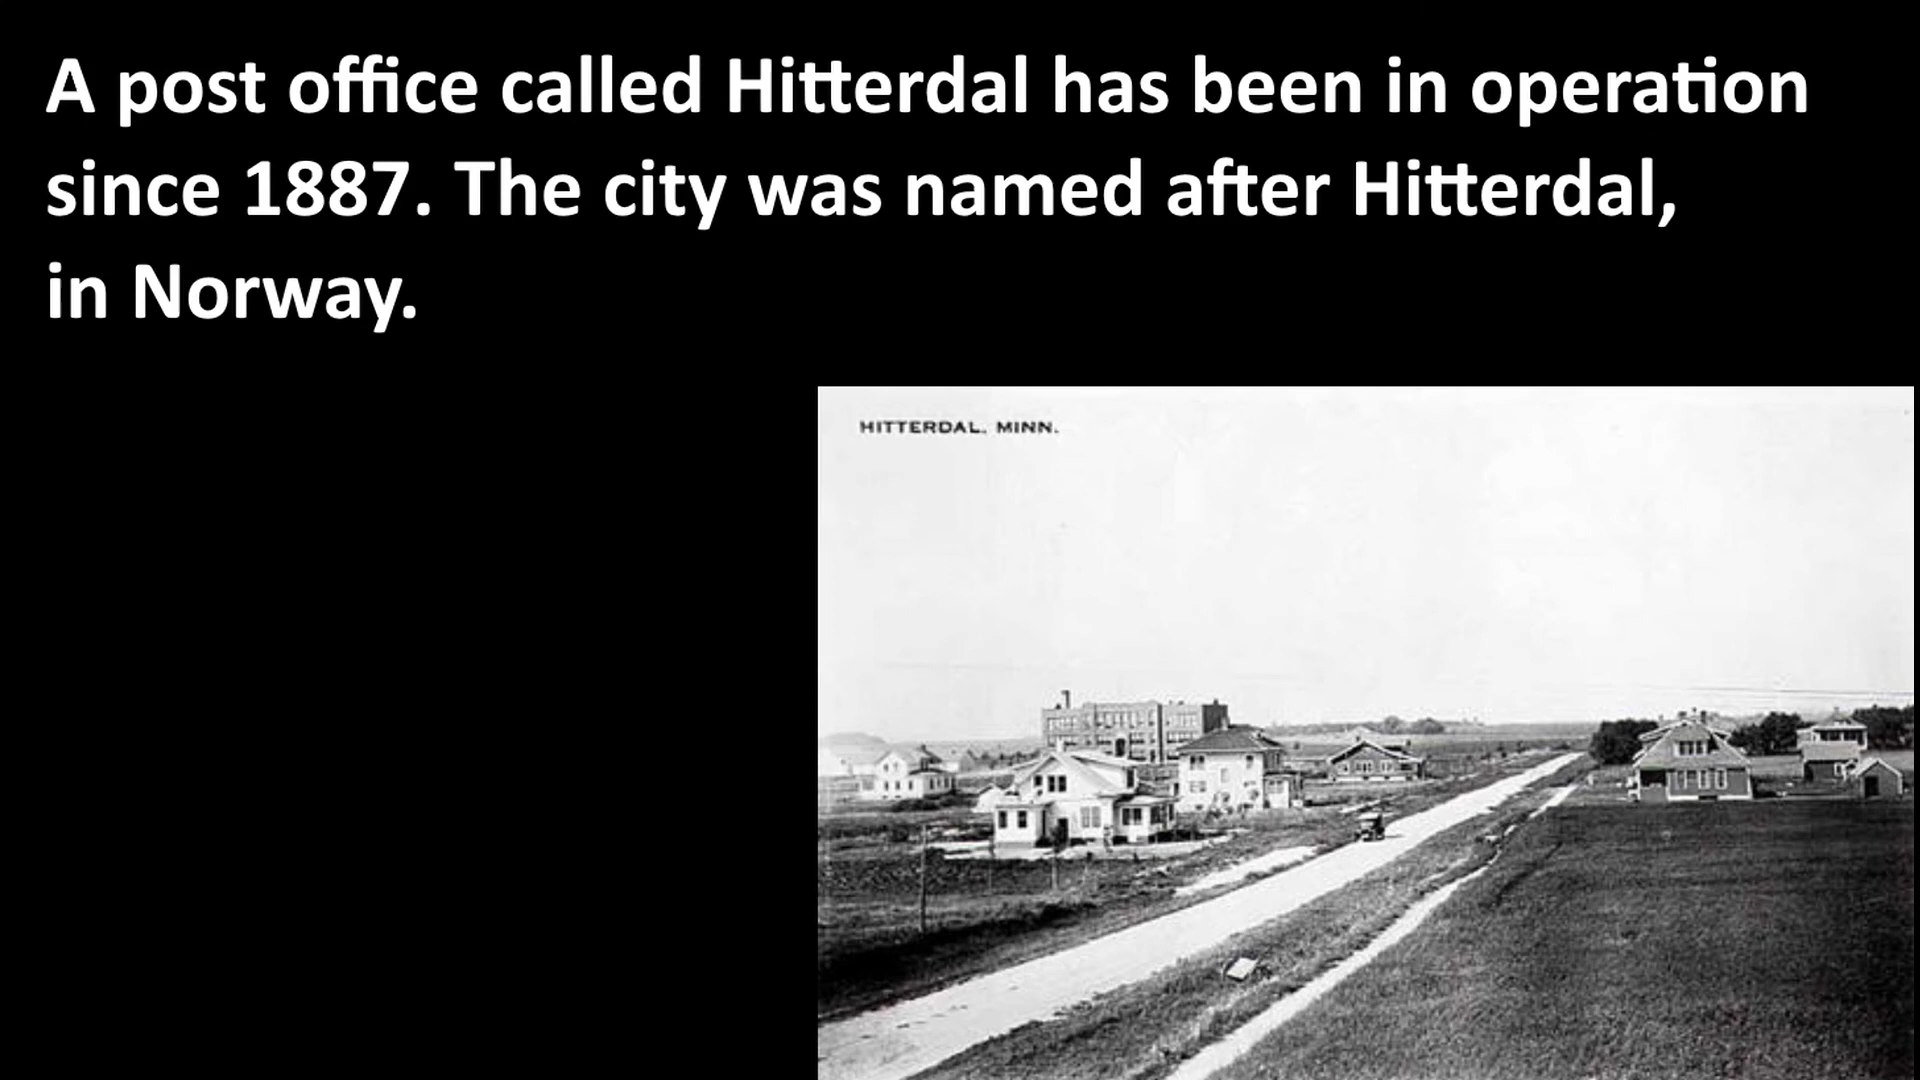 A post office called Hitterdal has been in operation
since 1887. The city was named after Hitterdal,
in Norway.
HITTERDAL, MINN.